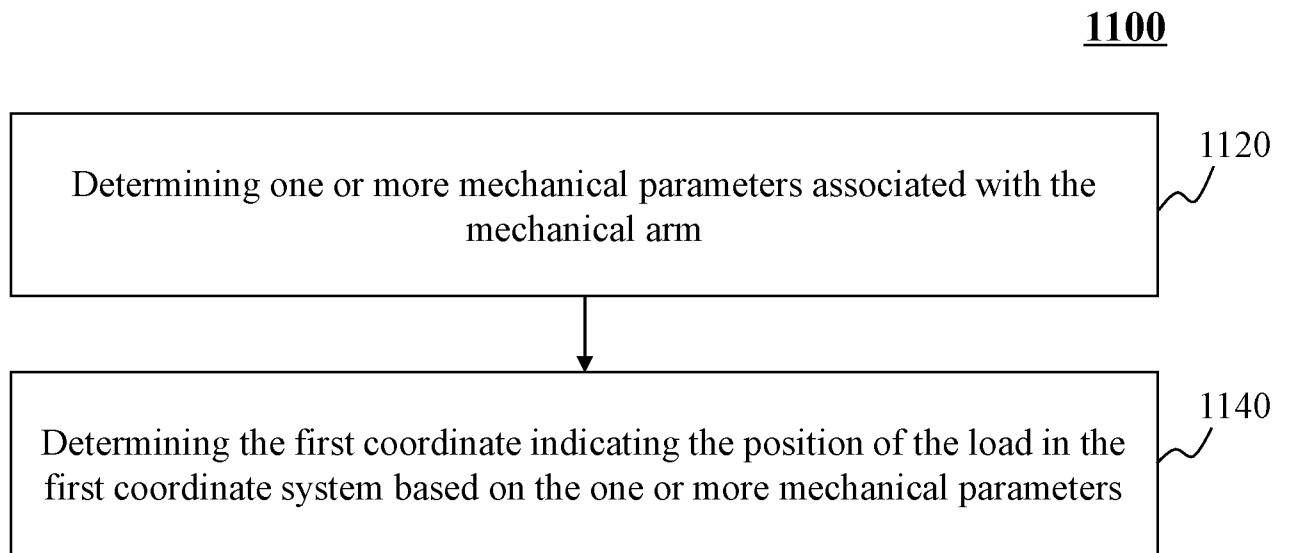 1100
Determining one or more mechanical parameters associated with the
mechanical arm
1120
Determining the first coordinate indicating the position of the load in the
first coordinate system based on the one or more mechanical parameters
1140